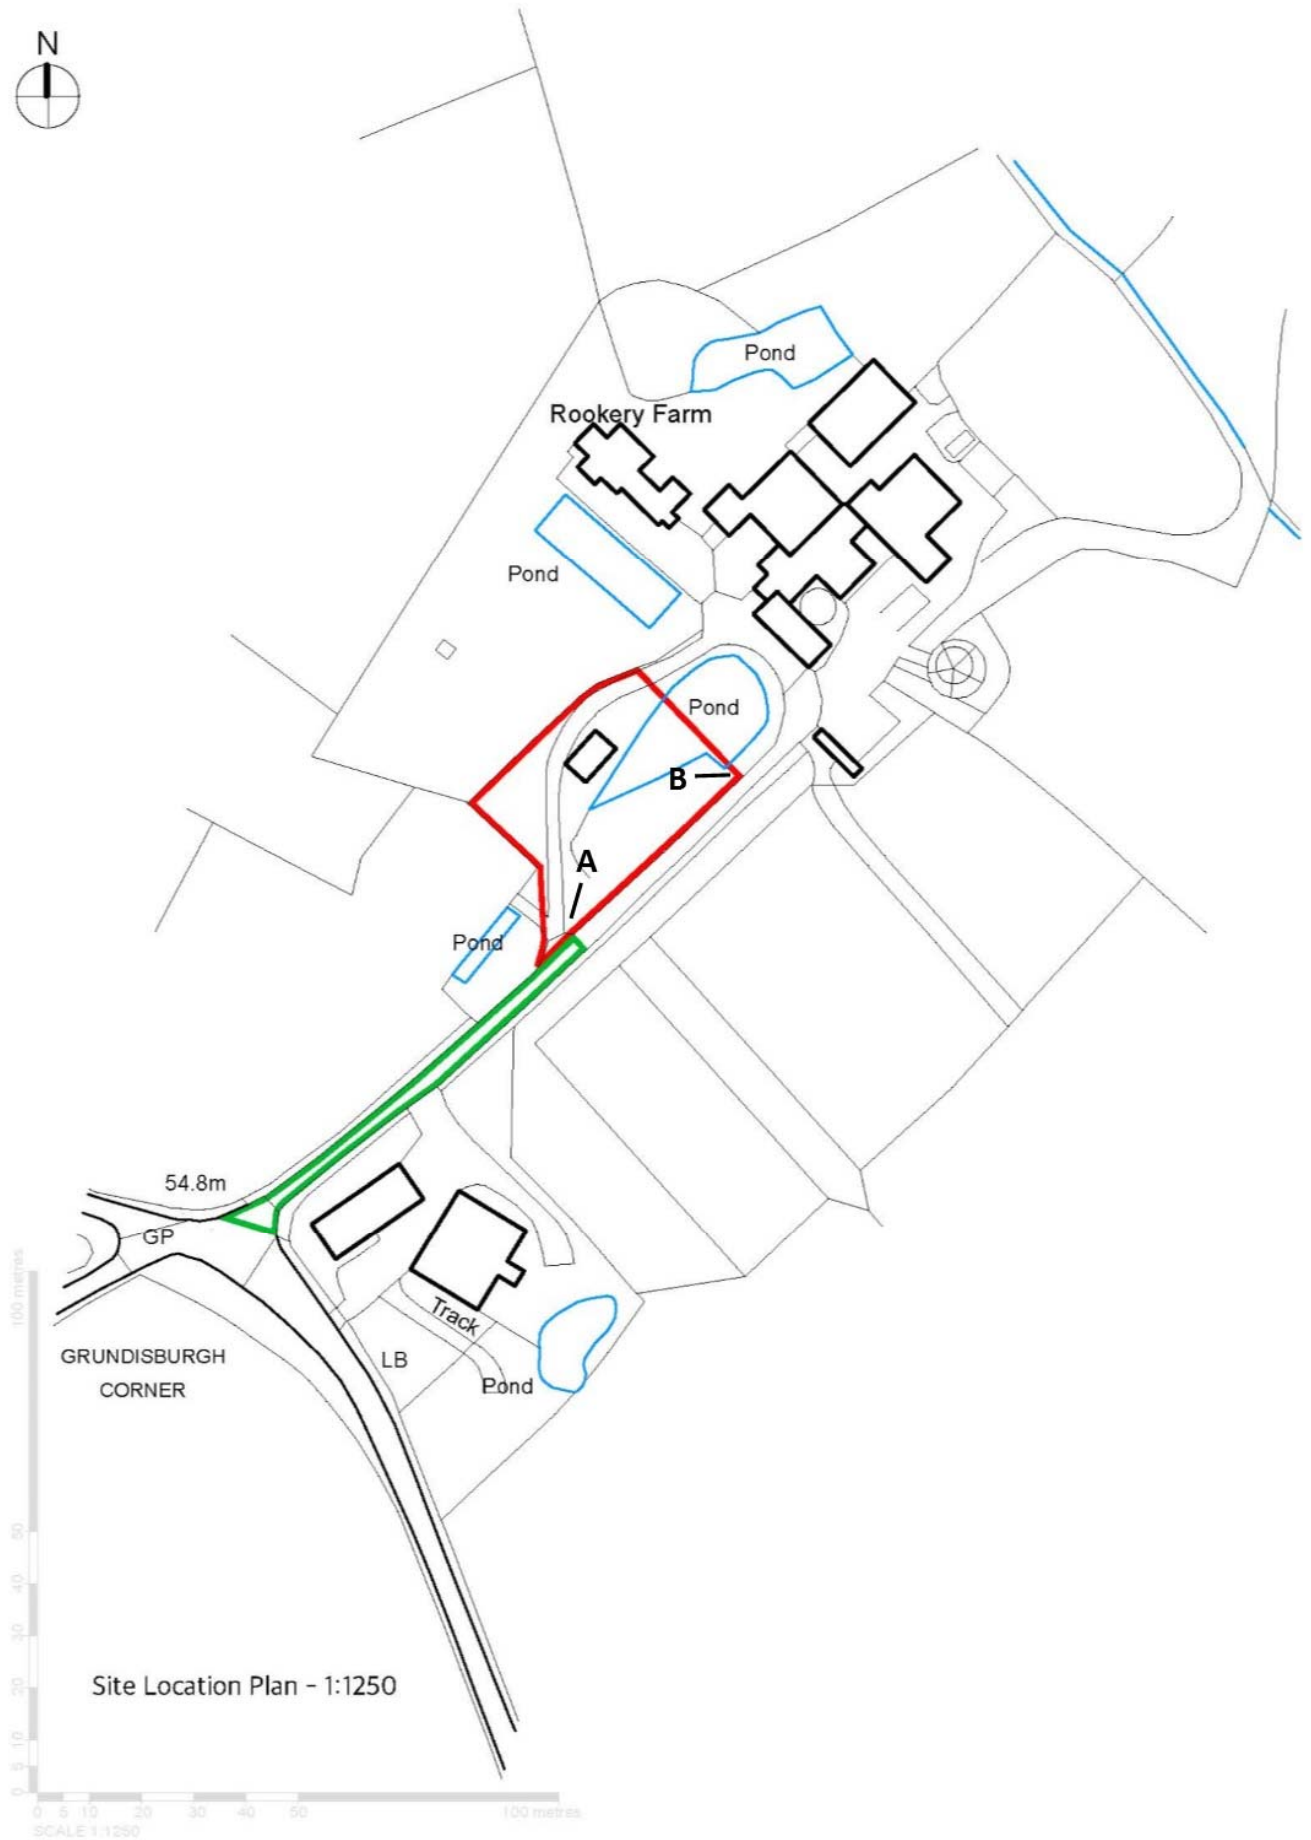 N
Pond
Rookery Farm
Pond
Pond
B
A
Pond
54.8m
GP
Track
GRUNDISBURGH
CORNER
LB
Pond
100 metres
50
40
30
20
10
5
0
Site Location Plan - 1:1250
0 5 10 20 30 40 50 100 metres
SCALE 1:1250